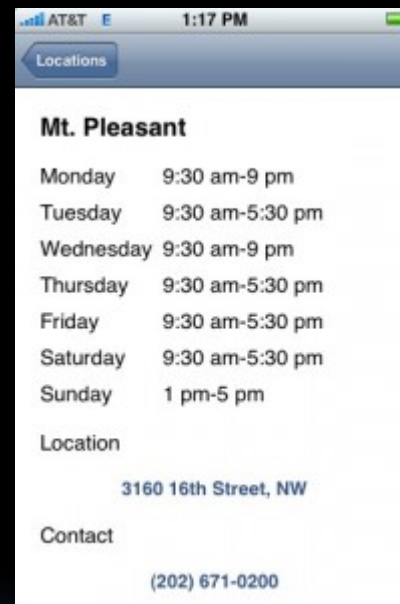 AT&T E 1:17 PM
Locations
Mt. Pleasant
Monday 9:30 am-9 pm
Tuesday 9:30 am-5:30 pm
Wednesday 9:30 am-9 pm
Thursday 9:30 am-5:30 pm
Friday 9:30 am-5:30 pm
Saturday 9:30 am-5:30 pm
Sunday 1 pm-5 pm
Location
3160 16th Street, NW
Contact
(202) 671-0200